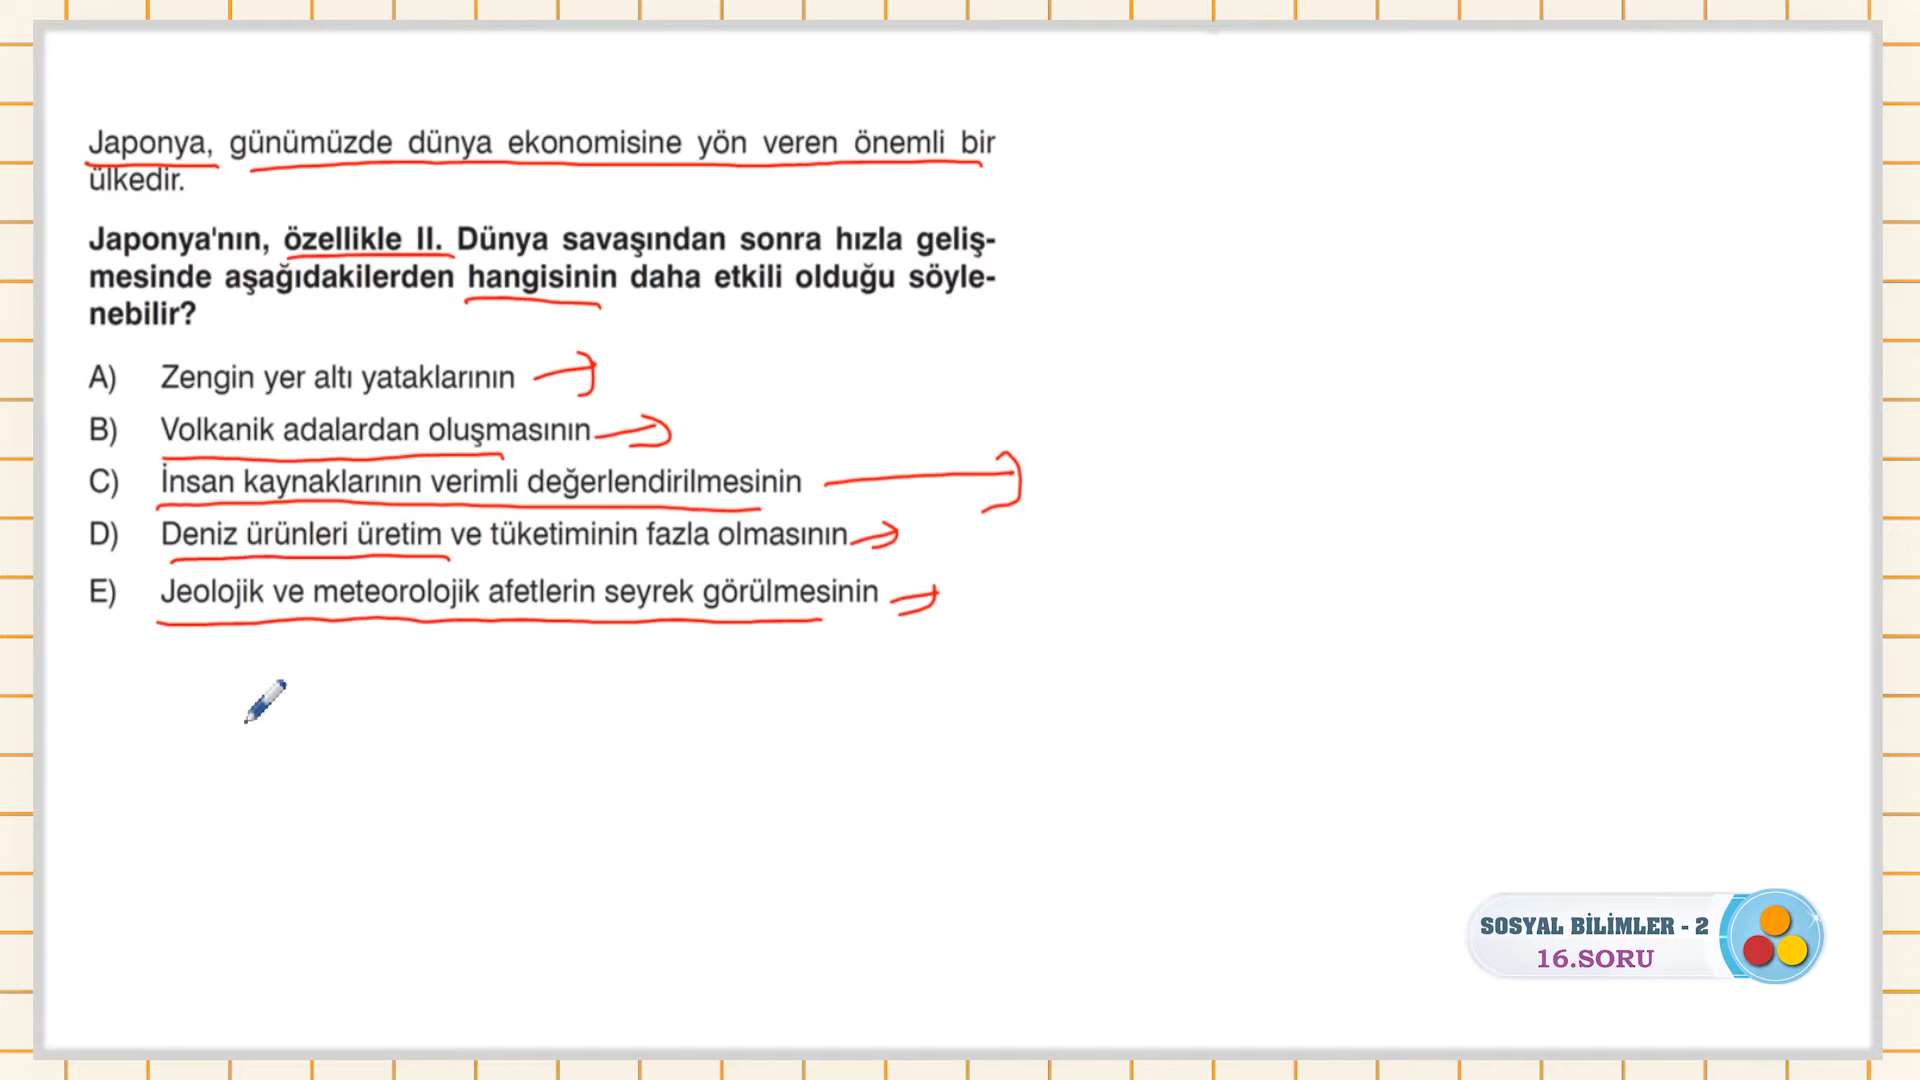 Japonya, günümüzde dünya ekonomisine yön veren önemli bir
ülkedir.
Japonya'nın, özellikle II. Dünya savaşından sonra hızla geliş-
mesinde aşağıdakilerden hangisinin daha etkili olduğu söyle-
nebilir?
A) Zengin yer altı yataklarının
B) Volkanik adalardan oluşmasının
C) İnsan kaynaklarının verimli değerlendirilmesinin
D) Deniz ürünleri üretim ve tüketiminin fazla olmasının
E) Jeolojik ve meteorolojik afetlerin seyrek görülmesinin
SOSYAL BİLİMLER - 2
16.SORU